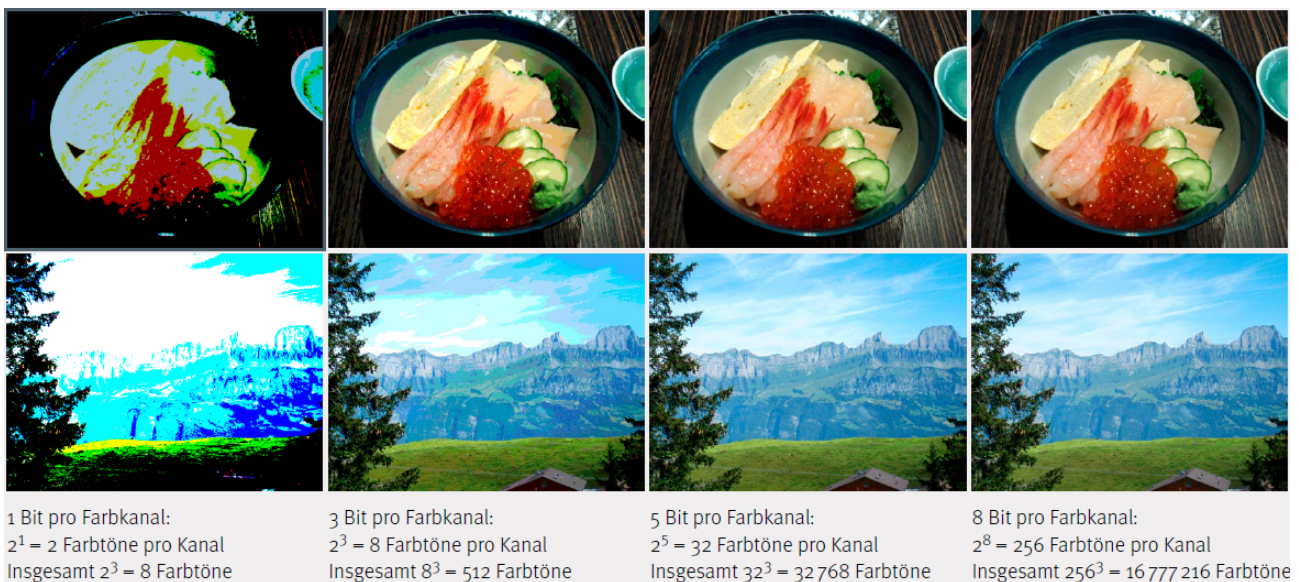 1 Bit pro Farbkanal:
2¹ = 2 Farbtöne pro Kanal
Insgesamt 2³ = 8 Farbtöne
3 Bit pro Farbkanal:
2³ = 8 Farbtöne pro Kanal
Insgesamt 8³ = 512 Farbtöne
5 Bit pro Farbkanal:
2⁵ = 32 Farbtöne pro Kanal
Insgesamt 32³ = 32 768 Farbtöne
8 Bit pro Farbkanal:
2⁸ = 256 Farbtöne pro Kanal
Insgesamt 256³ = 16 777 216 Farbtöne